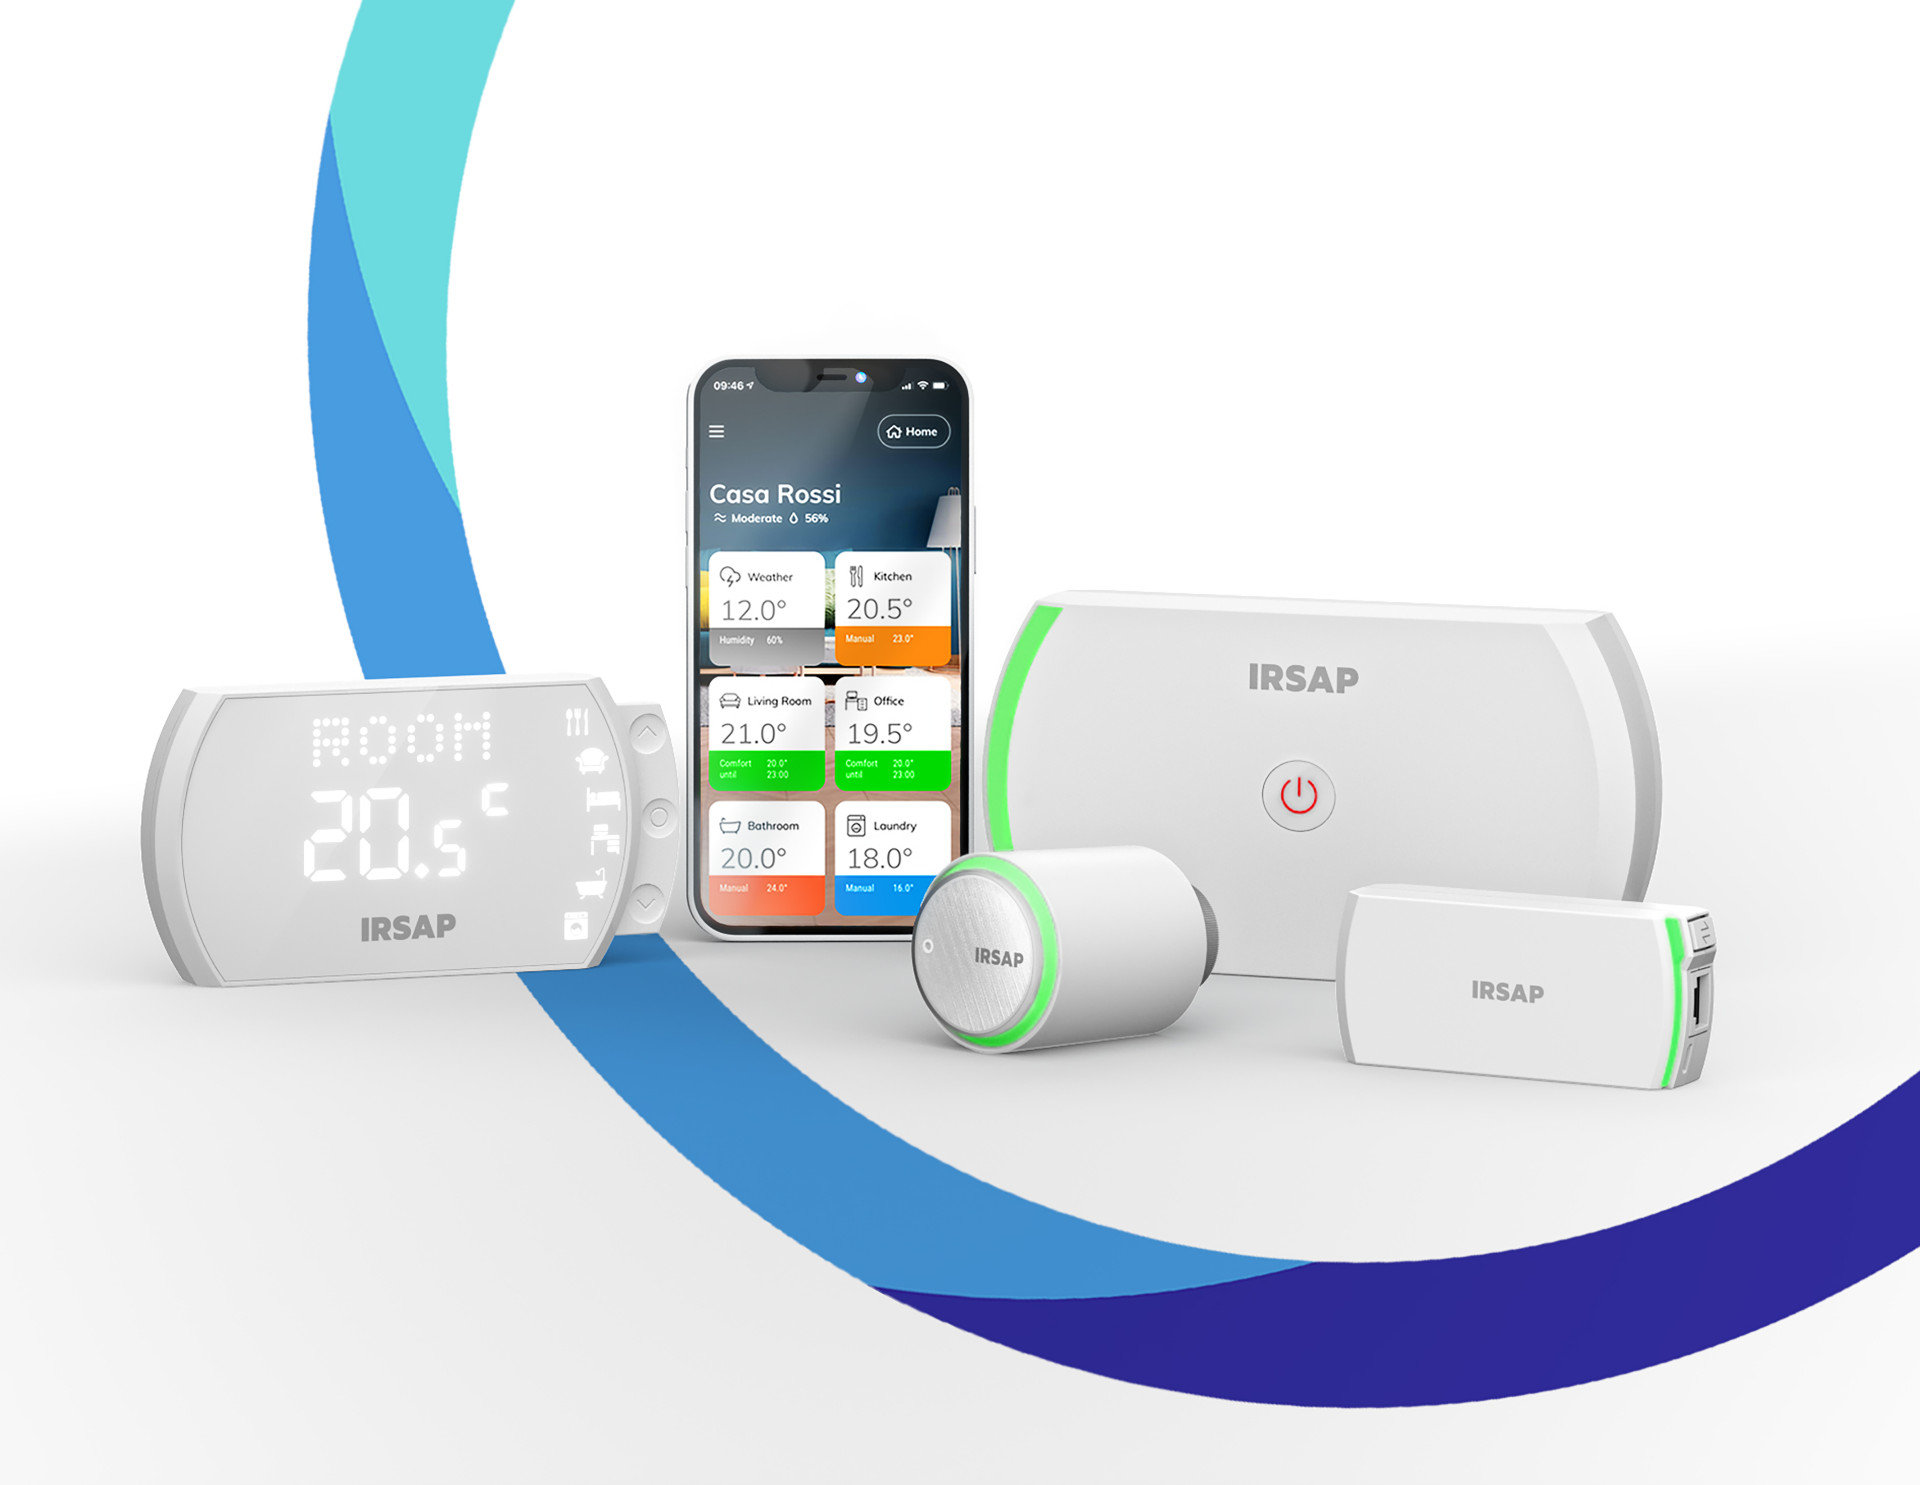 09:46
Home
Casa Rossi
Moderate 56%
Weather
12.0°
Humidity 60%
Kitchen
20.5°
Manual 23.0°
Living Room
21.0°
Comfort 20.0°
until 23:00
Office
19.5°
Comfort 20.0°
until 23:00
Bathroom
20.0°
Manual 24.0°
Laundry
18.0°
Manual 16.0°
ROOM
20.5 C
IRSAP
IRSAP
IRSAP
IRSAP